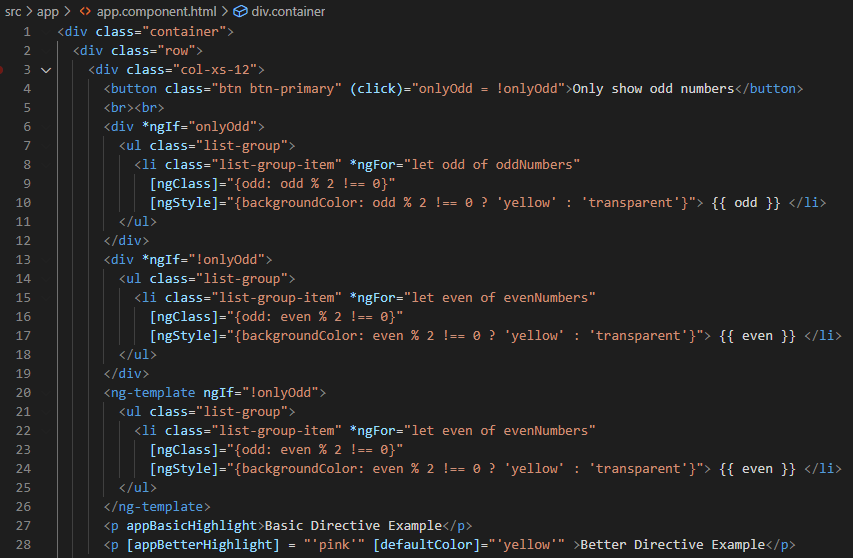 src > app > <> app.component.html > div.container
1 <div class="container">
2 <div class="row">
3 <div class="col-xs-12">
4 <button class="btn btn-primary" (click)="onlyOdd = !onlyOdd">Only show odd numbers</button>
5 <br><br>
6 <div *ngIf="onlyOdd">
7 <ul class="list-group">
8 <li class="list-group-item" *ngFor="let odd of oddNumbers"
9 [ngClass]="{odd: odd % 2 !== 0}"
10 [ngStyle]="{backgroundColor: odd % 2 !== 0 ? 'yellow' : 'transparent'}"> {{ odd }} </li>
11 </ul>
12 </div>
13 <div *ngIf="!onlyOdd">
14 <ul class="list-group">
15 <li class="list-group-item" *ngFor="let even of evenNumbers"
16 [ngClass]="{odd: even % 2 !== 0}"
17 [ngStyle]="{backgroundColor: even % 2 !== 0 ? 'yellow' : 'transparent'}"> {{ even }} </li>
18 </ul>
19 </div>
20 <ng-template ngIf="!onlyOdd">
21 <ul class="list-group">
22 <li class="list-group-item" *ngFor="let even of evenNumbers"
23 [ngClass]="{odd: even % 2 !== 0}"
24 [ngStyle]="{backgroundColor: even % 2 !== 0 ? 'yellow' : 'transparent'}"> {{ even }} </li>
25 </ul>
26 </ng-template>
27 <p appBasicHighlight>Basic Directive Example</p>
28 <p [appBetterHighlight] = "'pink'" [defaultColor]="'yellow'" >Better Directive Example</p>